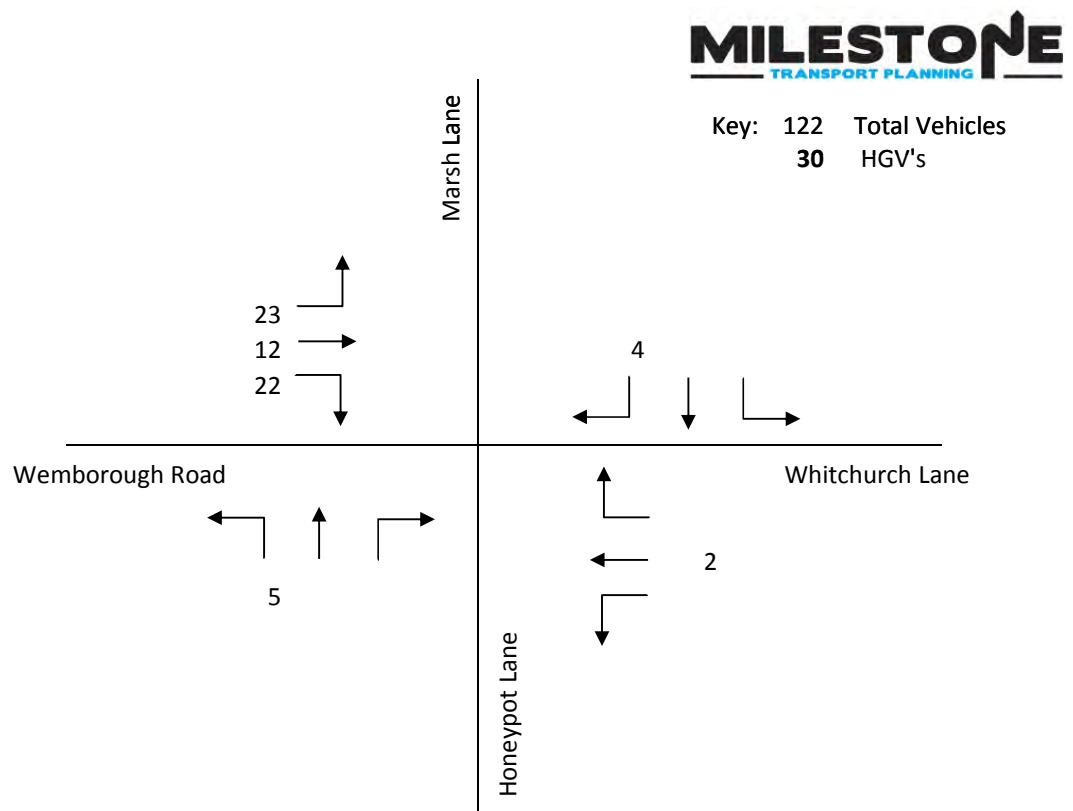 MILESTONE
TRANSPORT PLANNING
Key: 122 Total Vehicles
30 HGV's
Marsh Lane
23
12
22
4
Wemborough Road
Whitchurch Lane
5
2
Honeypot Lane